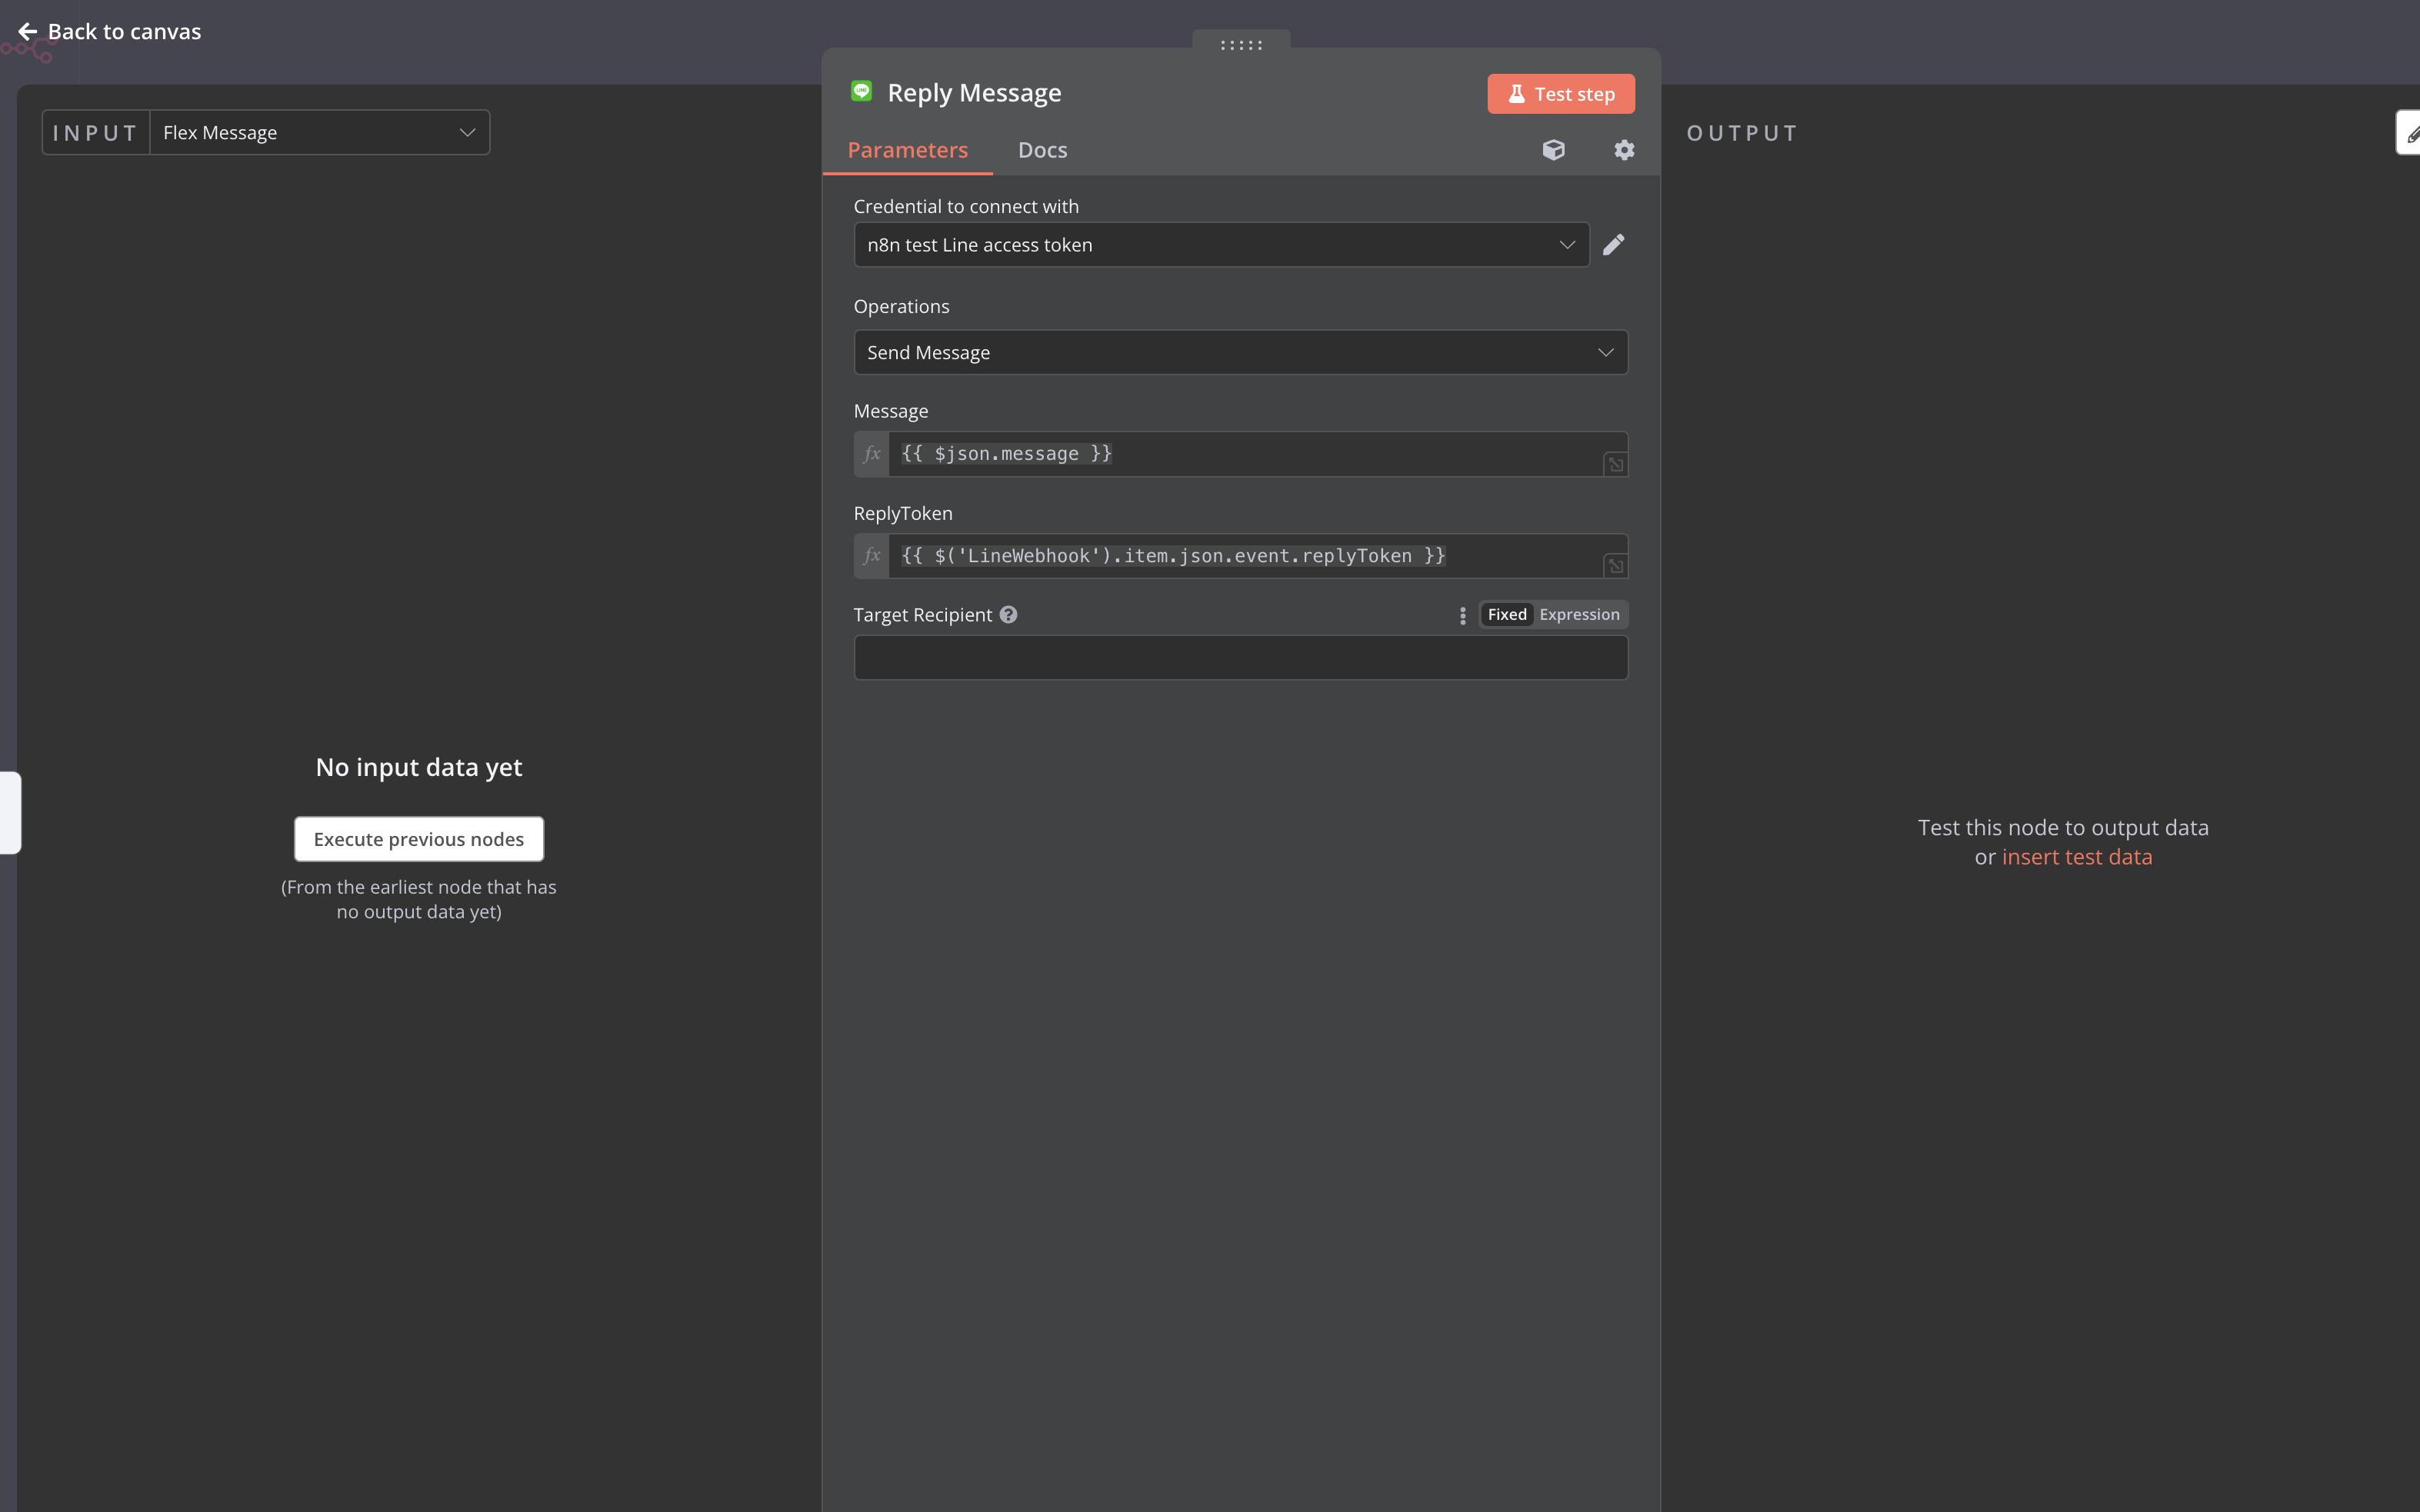 Back to canvas
INPUT
Flex Message
Reply Message
Test step
Parameters
Docs
Credential to connect with
n8n test Line access token
Operations
Send Message
Message
fx
{{ $json.message }}
ReplyToken
fx
{{ $('LineWebhook').item.json.event.replyToken }}
Target Recipient
Fixed
Expression
No input data yet
Execute previous nodes
(From the earliest node that has
no output data yet)
OUTPUT
Test this node to output data
or insert test data